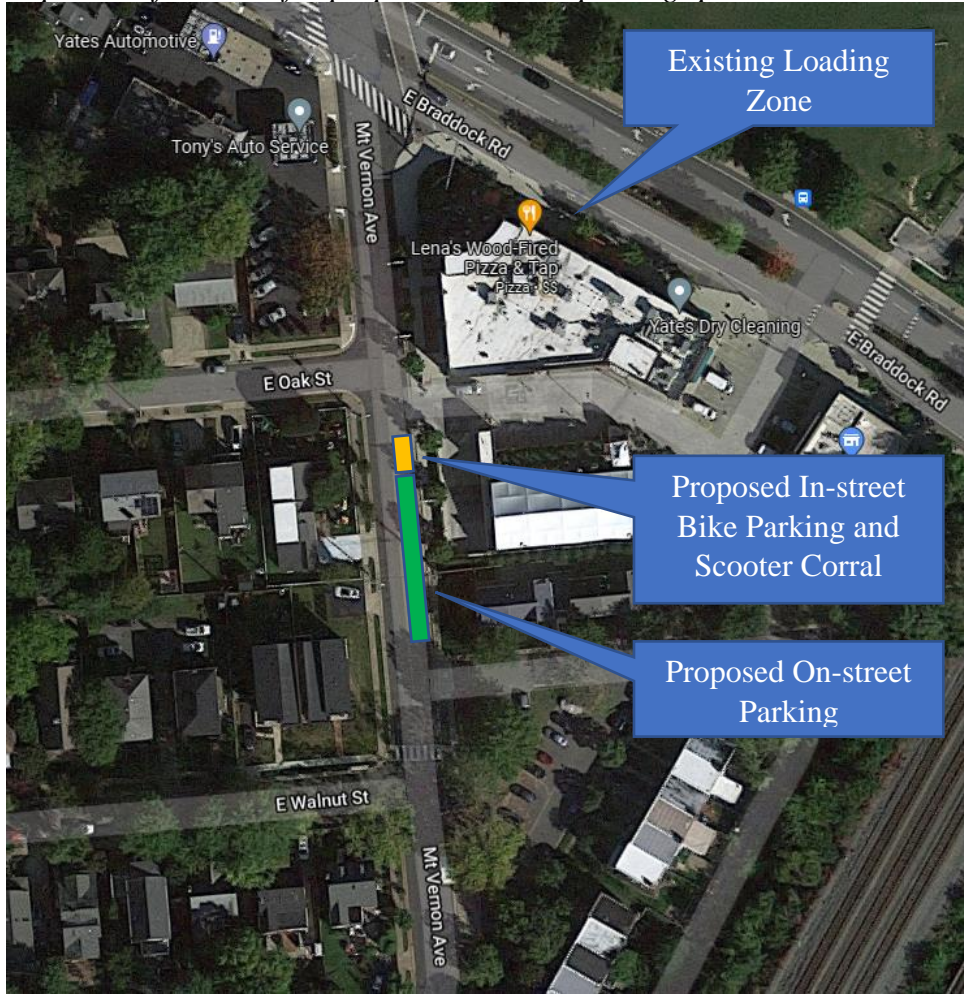 Yates Automotive
Tony's Auto Service
Mt Vernon Ave
E Braddock Rd
Existing Loading
Zone
Lena's Wood-Fired
Pizza & Tap
Pizza • $$
Yates Dry Cleaning
E Braddock Rd
E Oak St
Proposed In-street
Bike Parking and
Scooter Corral
Proposed On-street
Parking
E Walnut St
Mt Vernon Ave